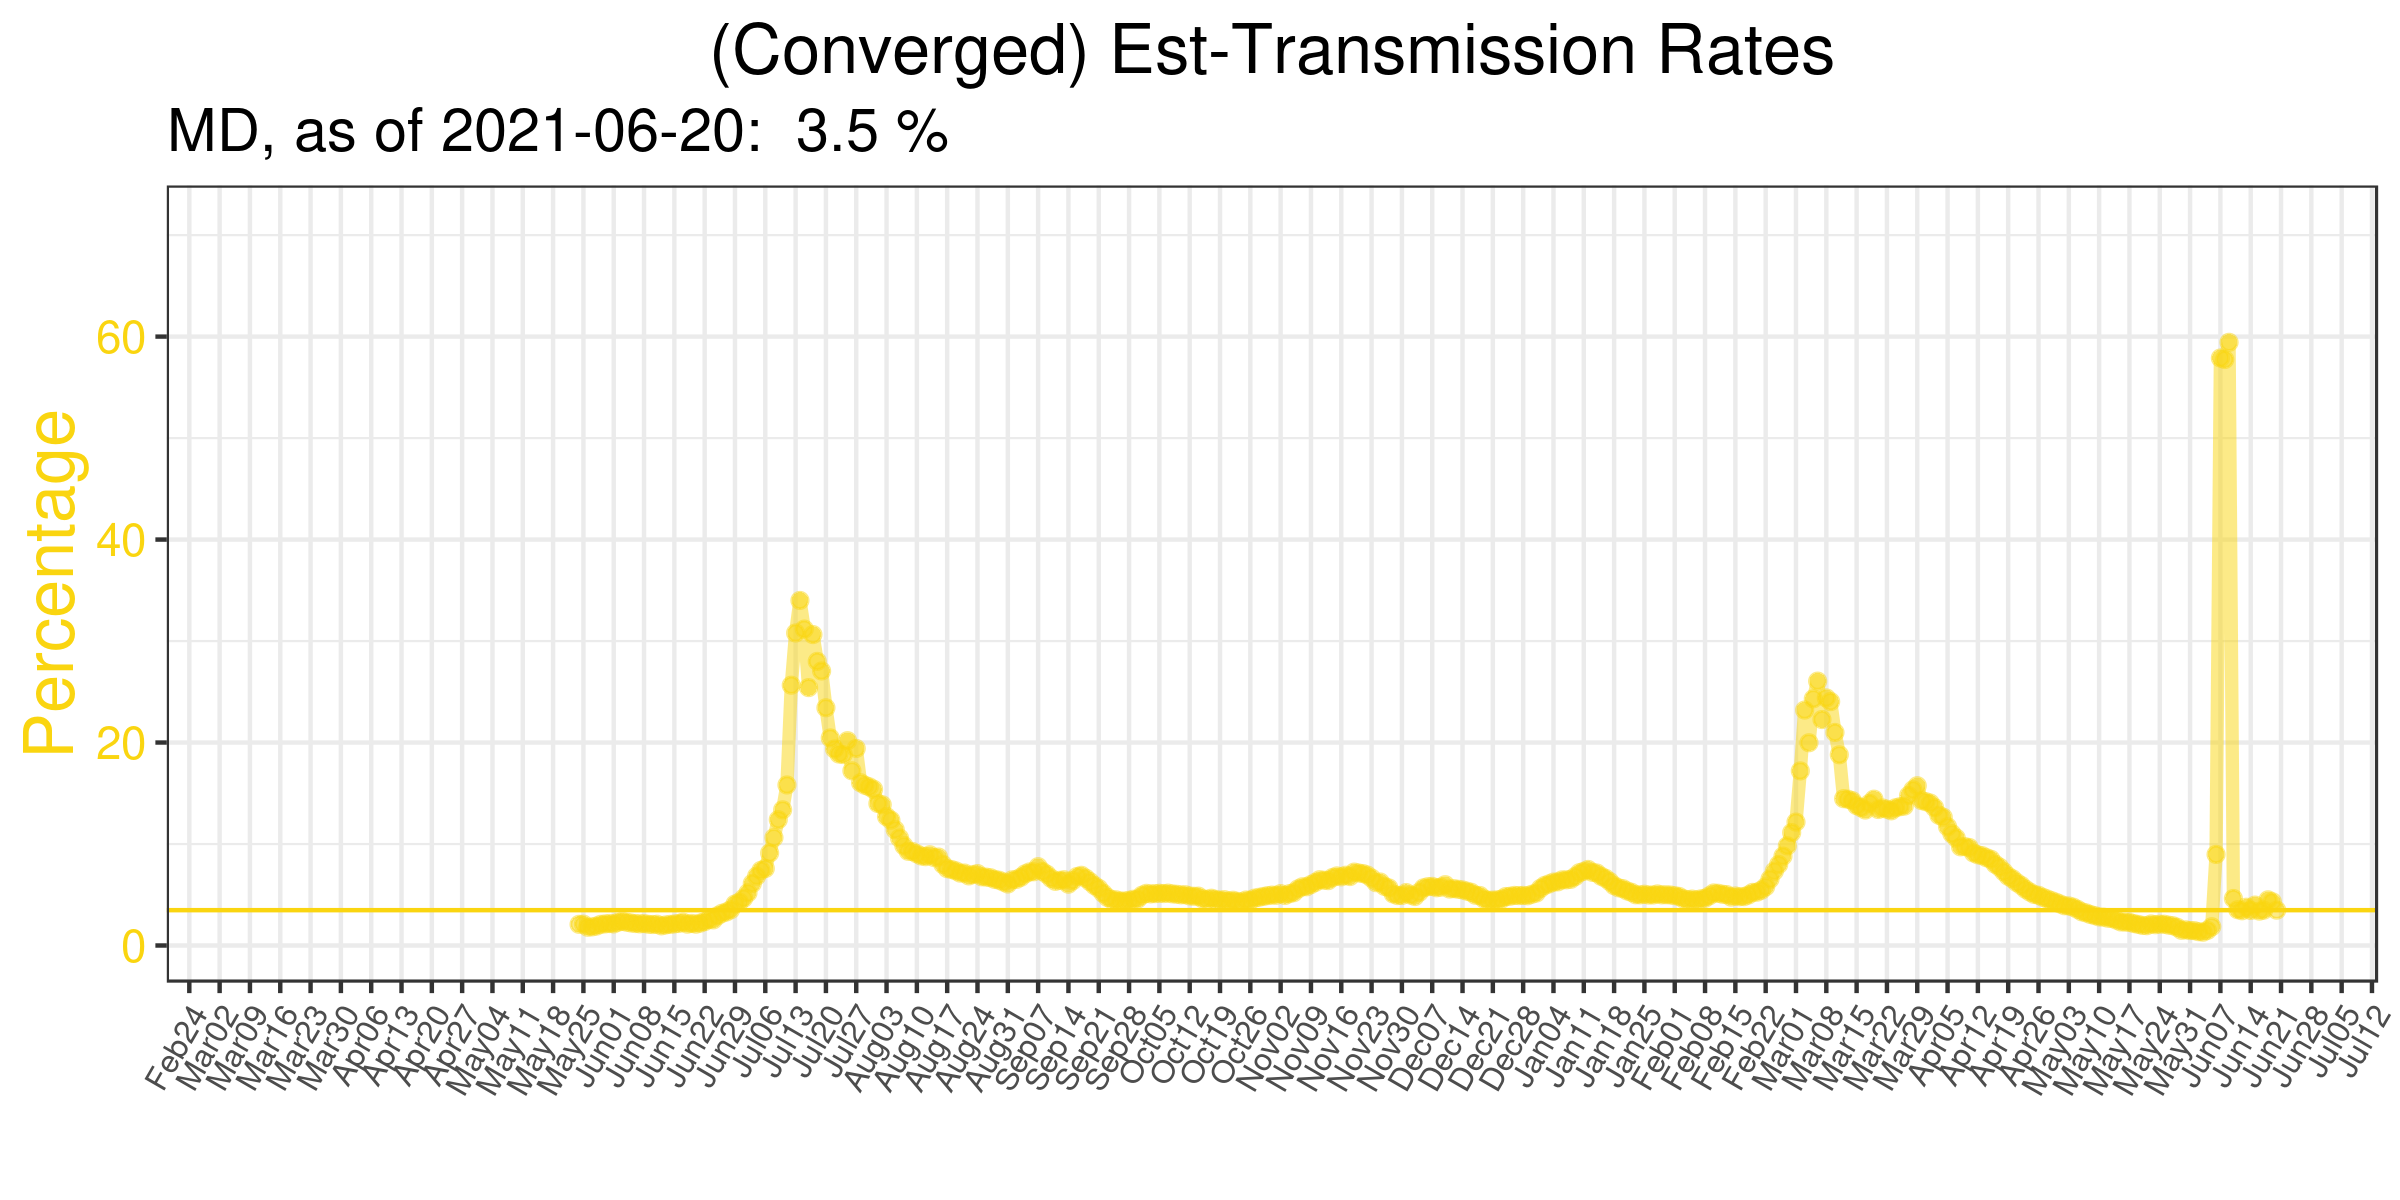 (Converged) Est-Transmission Rates
MD, as of 2021-06-20:  3.5 %
Percentage
60
40
20
0
Feb24
Mar02
Mar09
Mar16
Mar23
Mar30
Apr06
Apr13
Apr20
Apr27
May04
May11
May18
May25
Jun01
Jun08
Jun15
Jun22
Jun29
Jul06
Jul13
Jul20
Jul27
Aug03
Aug10
Aug17
Aug24
Aug31
Sep07
Sep14
Sep21
Sep28
Oct05
Oct12
Oct19
Oct26
Nov02
Nov09
Nov16
Nov23
Nov30
Dec07
Dec14
Dec21
Dec28
Jan04
Jan11
Jan18
Jan25
Feb01
Feb08
Feb15
Feb22
Mar01
Mar08
Mar15
Mar22
Mar29
Apr05
Apr12
Apr19
Apr26
May03
May10
May17
May24
May31
Jun07
Jun14
Jun21
Jun28
Jul05
Jul12